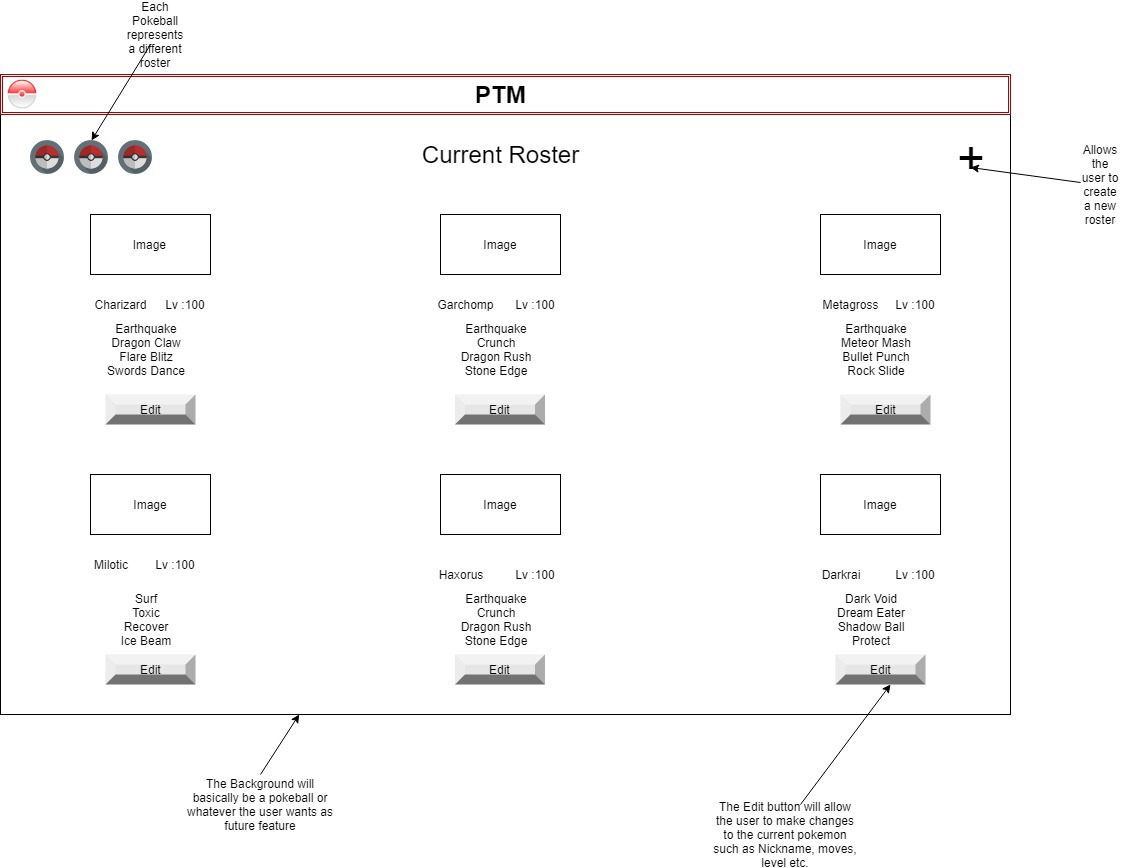 Each
Pokeball
represents
a different
roster
PTM
Current Roster
+
Allows
the
user to
create
a new
roster
Image
Image
Image
Charizard Lv :100
Garchomp Lv :100
Metagross Lv :100
Earthquake
Dragon Claw
Flare Blitz
Swords Dance
Earthquake
Crunch
Dragon Rush
Stone Edge
Earthquake
Meteor Mash
Bullet Punch
Rock Slide
Edit
Edit
Edit
Image
Image
Image
Milotic Lv :100
Haxorus Lv :100
Darkrai Lv :100
Surf
Toxic
Recover
Ice Beam
Earthquake
Crunch
Dragon Rush
Stone Edge
Dark Void
Dream Eater
Shadow Ball
Protect
Edit
Edit
Edit
The Background will
basically be a pokeball or
whatever the user wants as
future feature
The Edit button will allow
the user to make changes
to the current pokemon
such as Nickname, moves,
level etc.